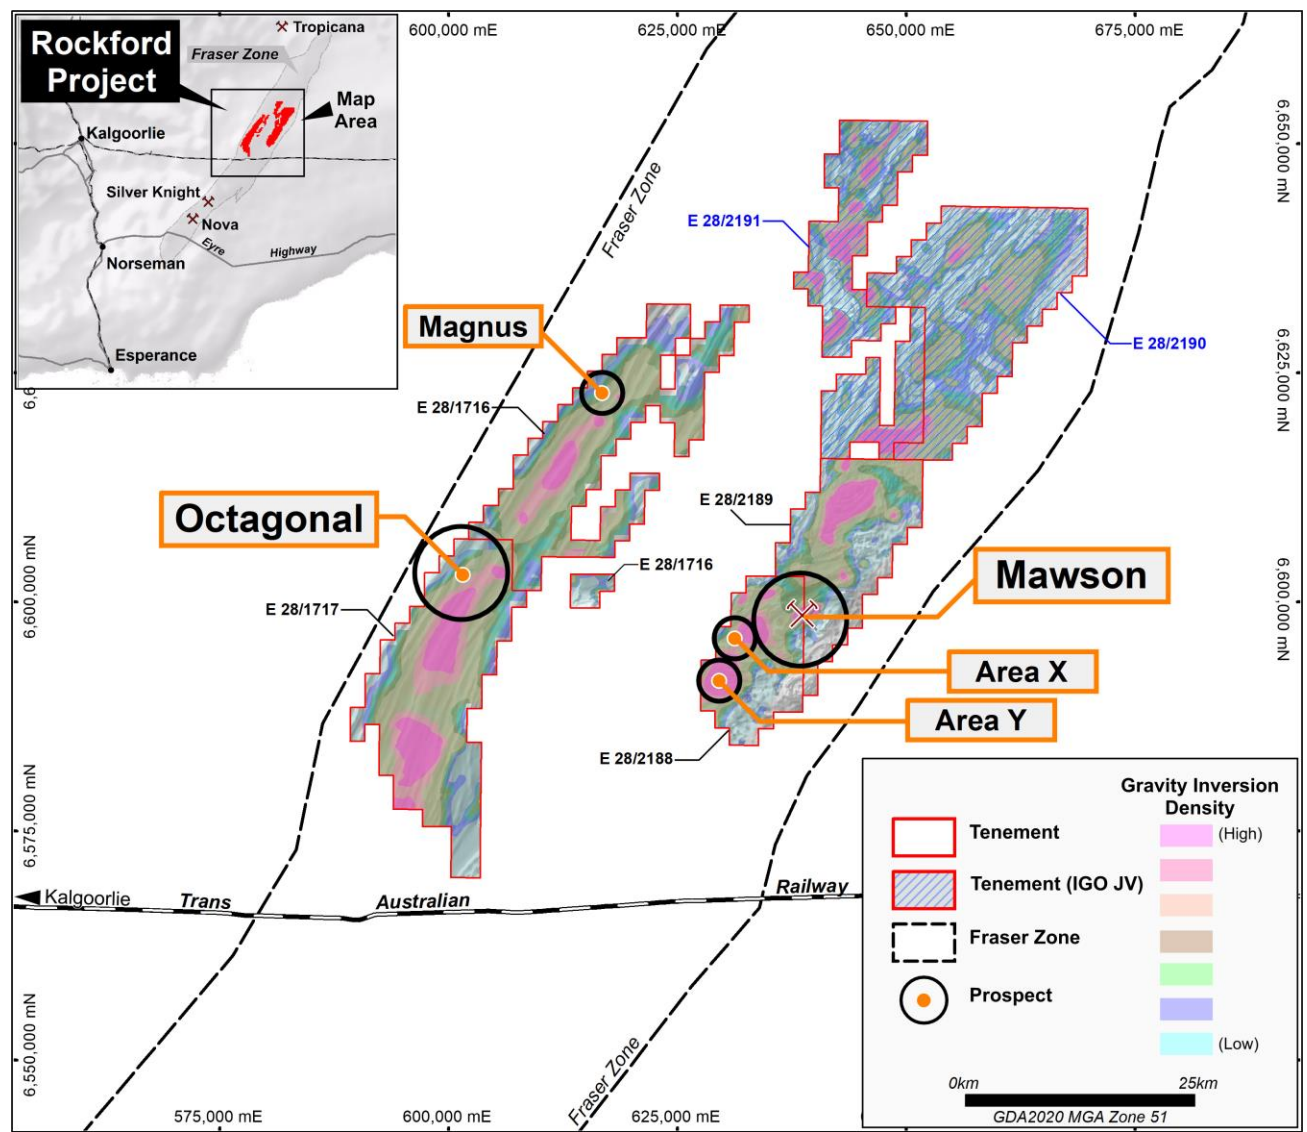 Rockford
Project
Tropicana
Fraser Zone
Map
Area
Kalgoorlie
Silver Knight
Nova
Eyre
Highway
Norseman
Esperance
600,000 mE
625,000 mE
650,000 mE
675,000 mE
6,650,000 mN
6,625,000 mN
6,600,000 mN
6,6
6,600,000 mN
6,575,000 mN
6,550,000 mN
Fraser Zone
E 28/2191
E 28/2190
Magnus
E 28/1716
Octagonal
E 28/2189
E 28/1716
Mawson
E 28/1717
Area X
Area Y
E 28/2188
Kalgoorlie
Trans
Australian
Railway
Fraser Zone
575,000 mE
600,000 mE
625,000 mE
Tenement
Tenement (IGO JV)
Fraser Zone
Prospect
Gravity Inversion
Density
(High)
(Low)
0km
25km
GDA2020 MGA Zone 51